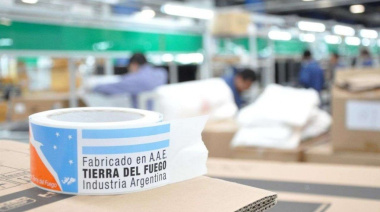 Fabricado en A.A.E.
TIERRA DEL FUEGO
Industria Argentina